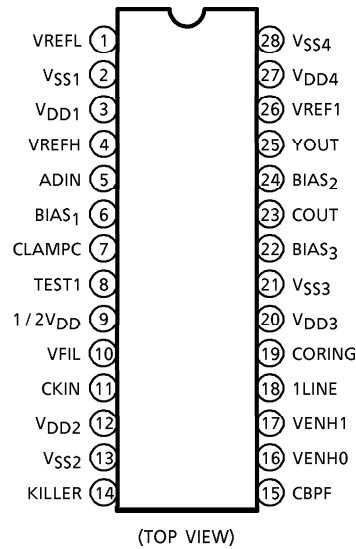 VREFL 1
VSS1 2
VDD1 3
VREFH 4
ADIN 5
BIAS1 6
CLAMPC 7
TEST1 8
1/2VDD 9
VFIL 10
CKIN 11
VDD2 12
VSS2 13
KILLER 14
28 VSS4
27 VDD4
26 VREF1
25 YOUT
24 BIAS2
23 COUT
22 BIAS3
21 VSS3
20 VDD3
19 CORING
18 1LINE
17 VENH1
16 VENH0
15 CBPF
(TOP VIEW)